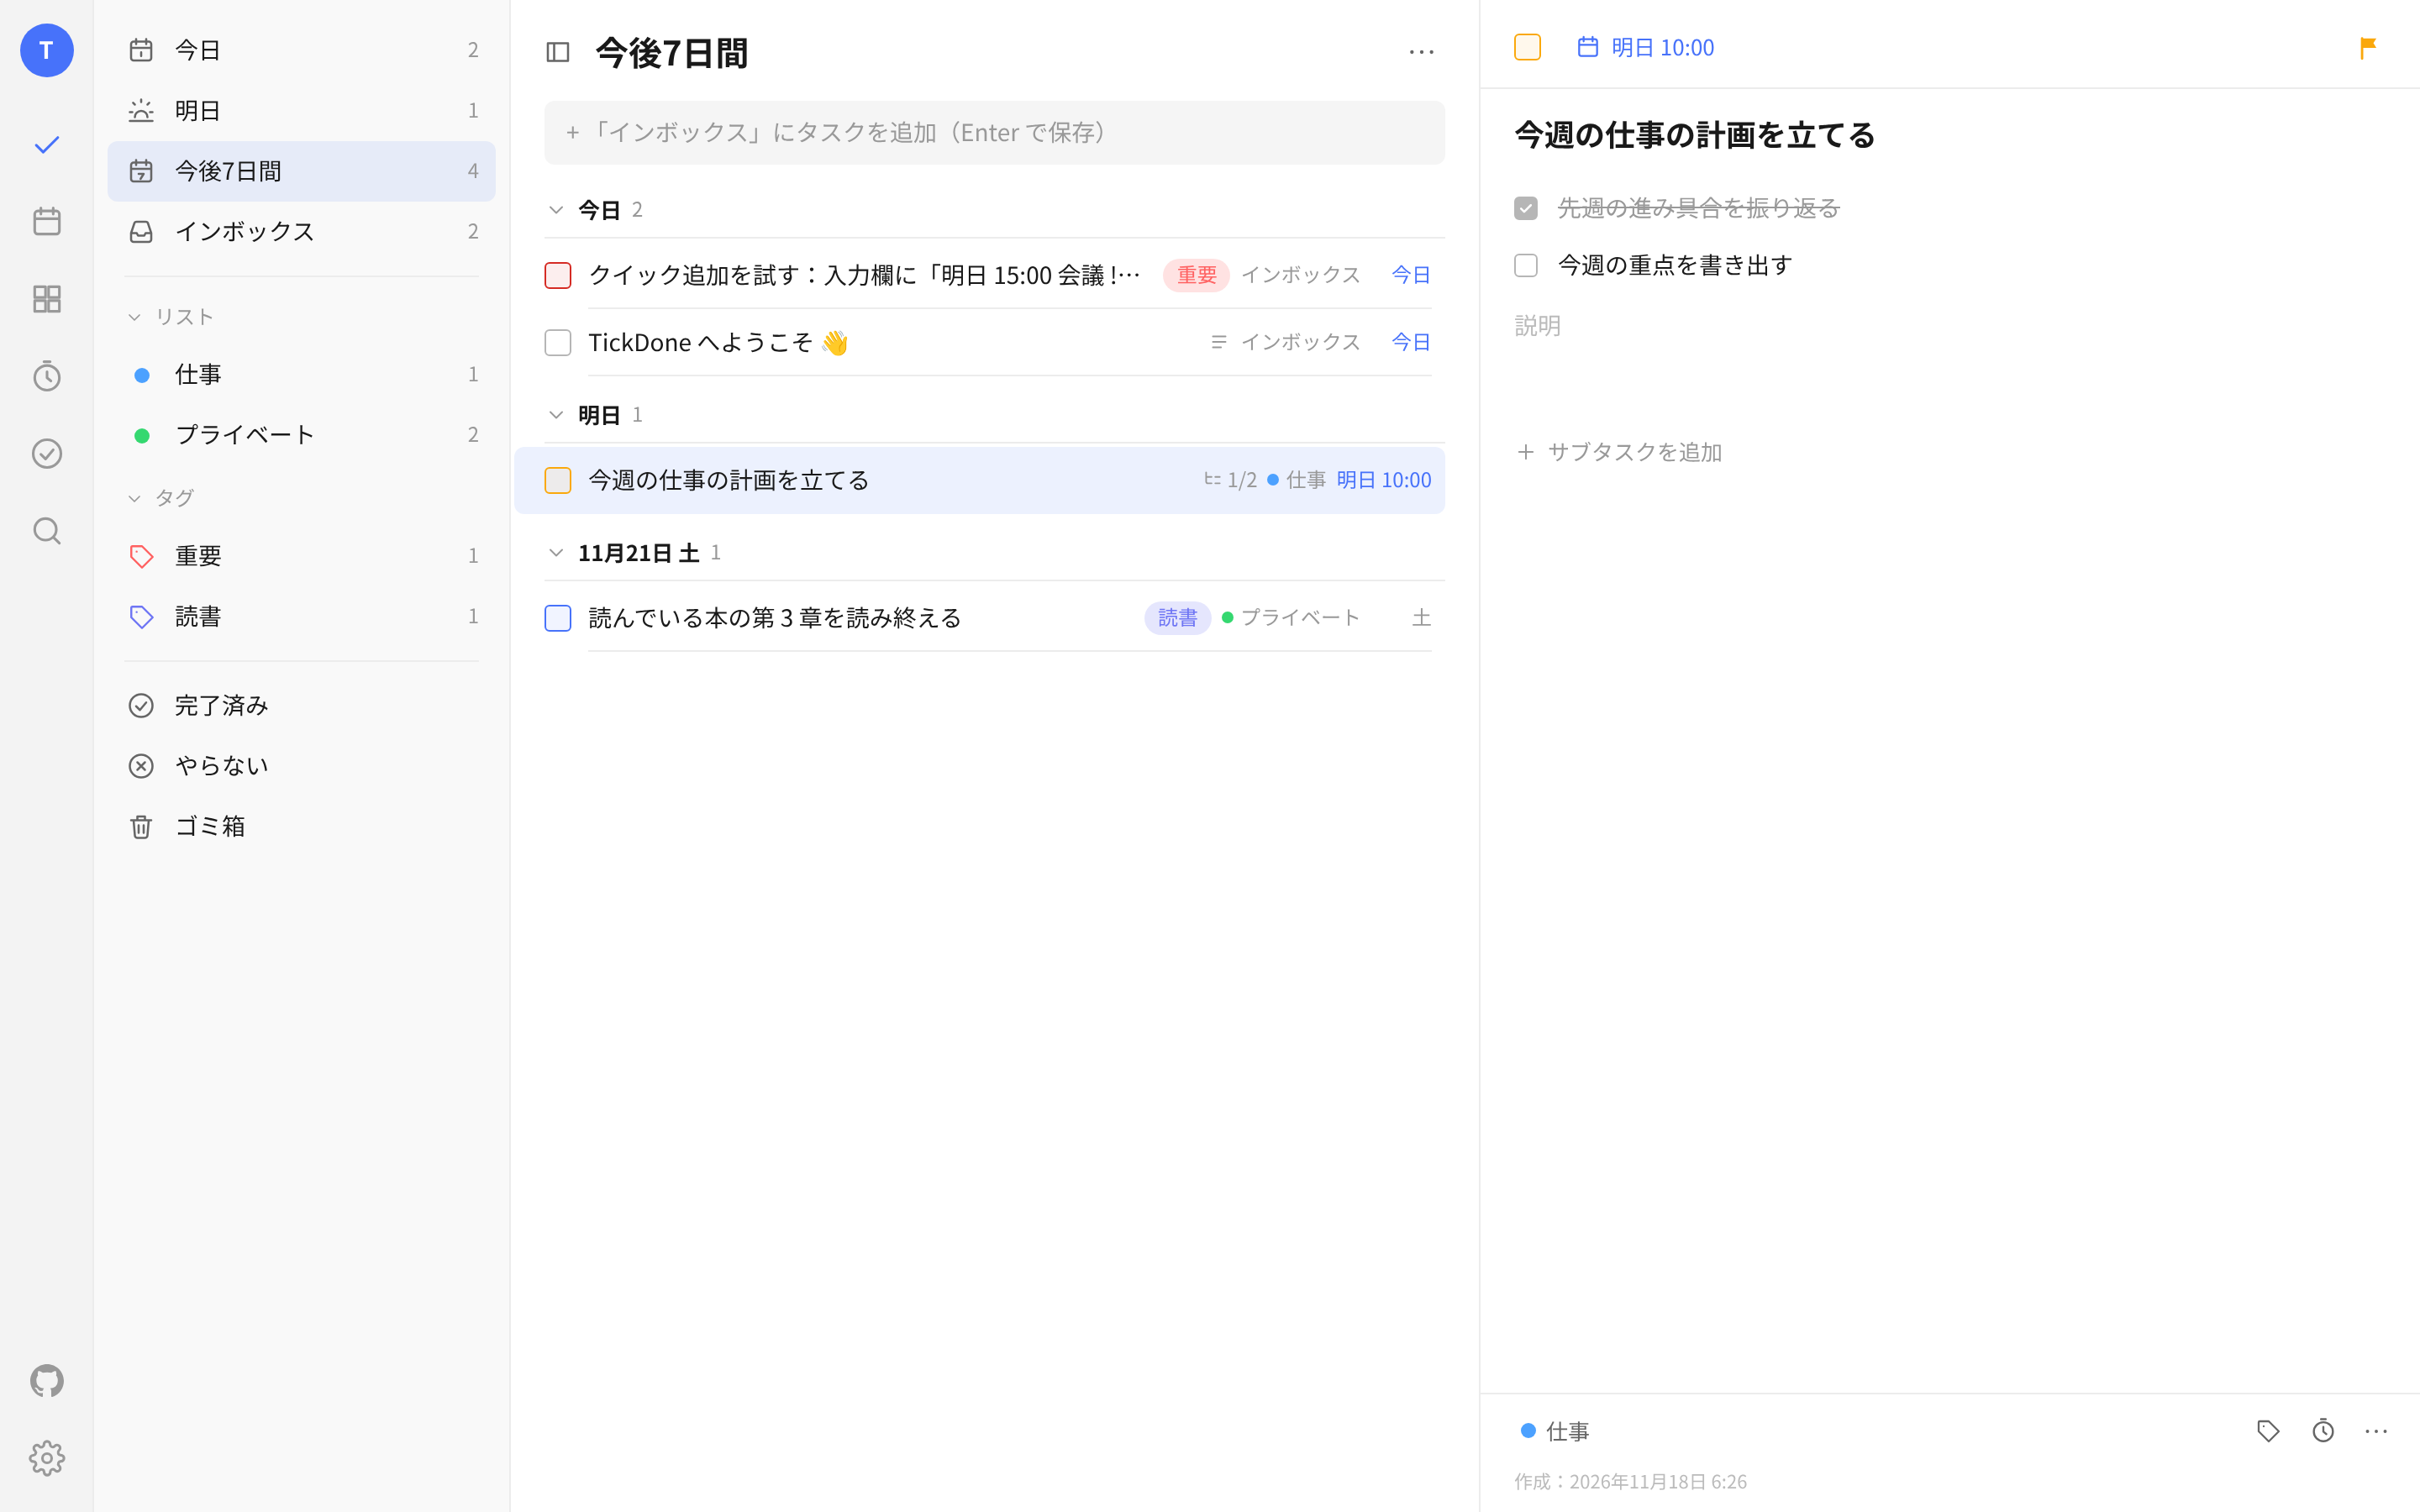 T
今日 2
明日 1
今後7日間 4
インボックス 2
リスト
仕事 1
プライベート 2
タグ
重要 1
読書 1
完了済み
やらない
ゴミ箱
今後7日間
+ 「インボックス」にタスクを追加（Enter で保存）
今日 2
クイック追加を試す：入力欄に「明日 15:00 会議 !… 重要 インボックス 今日
TickDone へようこそ 👋 インボックス 今日
明日 1
今週の仕事の計画を立てる 1/2 仕事 明日 10:00
11月21日 土 1
読んでいる本の第 3 章を読み終える 読書 プライベート 土
明日 10:00
今週の仕事の計画を立てる
先週の進み具合を振り返る
今週の重点を書き出す
説明
+ サブタスクを追加
仕事
作成：2026年11月18日 6:26